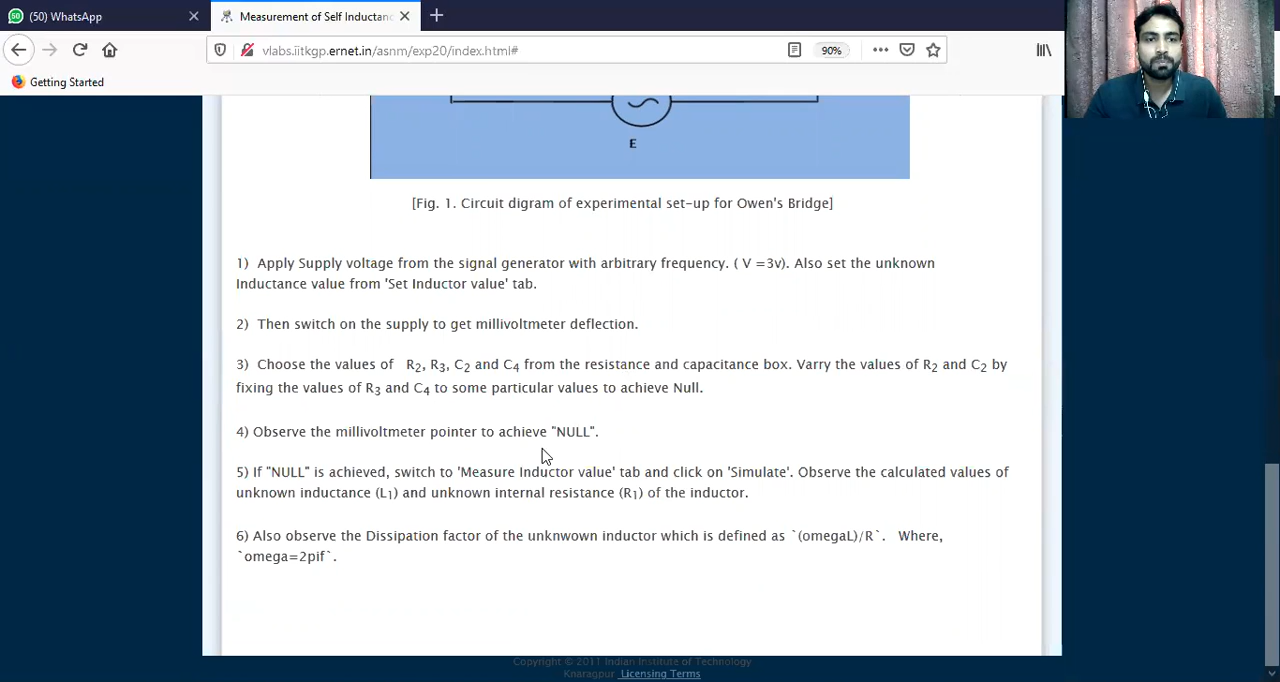 (50) WhatsApp
Measurement of Self Inductanc
vlabs.iitkgp.ernet.in/asnm/exp20/index.html#
90%
Getting Started
E
[Fig. 1. Circuit digram of experimental set-up for Owen's Bridge]
1) Apply Supply voltage from the signal generator with arbitrary frequency. ( V =3v). Also set the unknown
Inductance value from 'Set Inductor value' tab.
2) Then switch on the supply to get millivoltmeter deflection.
3) Choose the values of R2, R3, C2 and C4 from the resistance and capacitance box. Varry the values of R2 and C2 by
fixing the values of R3 and C4 to some particular values to achieve Null.
4) Observe the millivoltmeter pointer to achieve "NULL".
5) If "NULL" is achieved, switch to 'Measure Inductor value' tab and click on 'Simulate'. Observe the calculated values of
unknown inductance (L1) and unknown internal resistance (R1) of the inductor.
6) Also observe the Dissipation factor of the unknwown inductor which is defined as `(omegaL)/R`. Where,
`omega=2pif`.
Copyright © 2011 Indian Institute of Technology
Kharagpur Licensing Terms